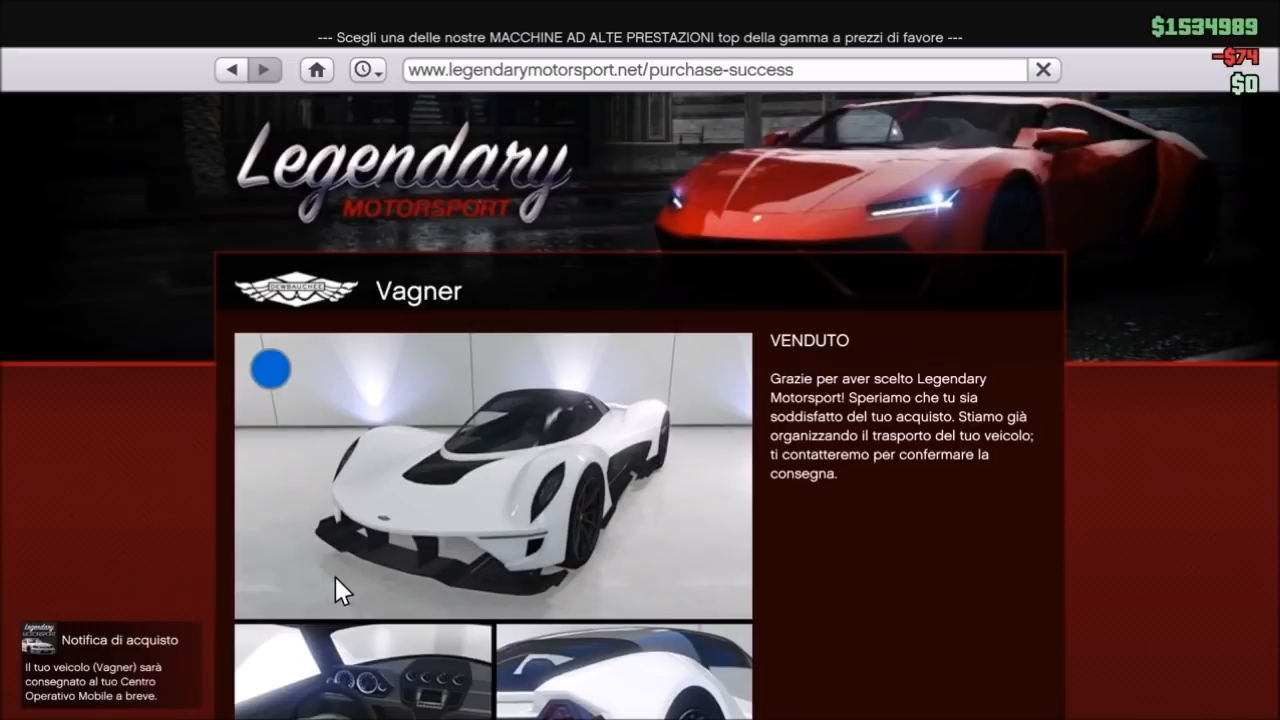 --- Scegli una delle nostre MACCHINE AD ALTE PRESTAZIONI top della gamma a prezzi di favore ---
$1534989
-$74
$0
www.legendarymotorsport.net/purchase-success
Legendary
MOTORSPORT
DEWBAUCHEE
Vagner
VENDUTO
Grazie per aver scelto Legendary
Motorsport! Speriamo che tu sia
soddisfatto del tuo acquisto. Stiamo già
organizzando il trasporto del tuo veicolo;
ti contatteremo per confermare la
consegna.
Legendary
MOTORSPORT
Notifica di acquisto
Il tuo veicolo (Vagner) sarà
consegnato al tuo Centro
Operativo Mobile a breve.